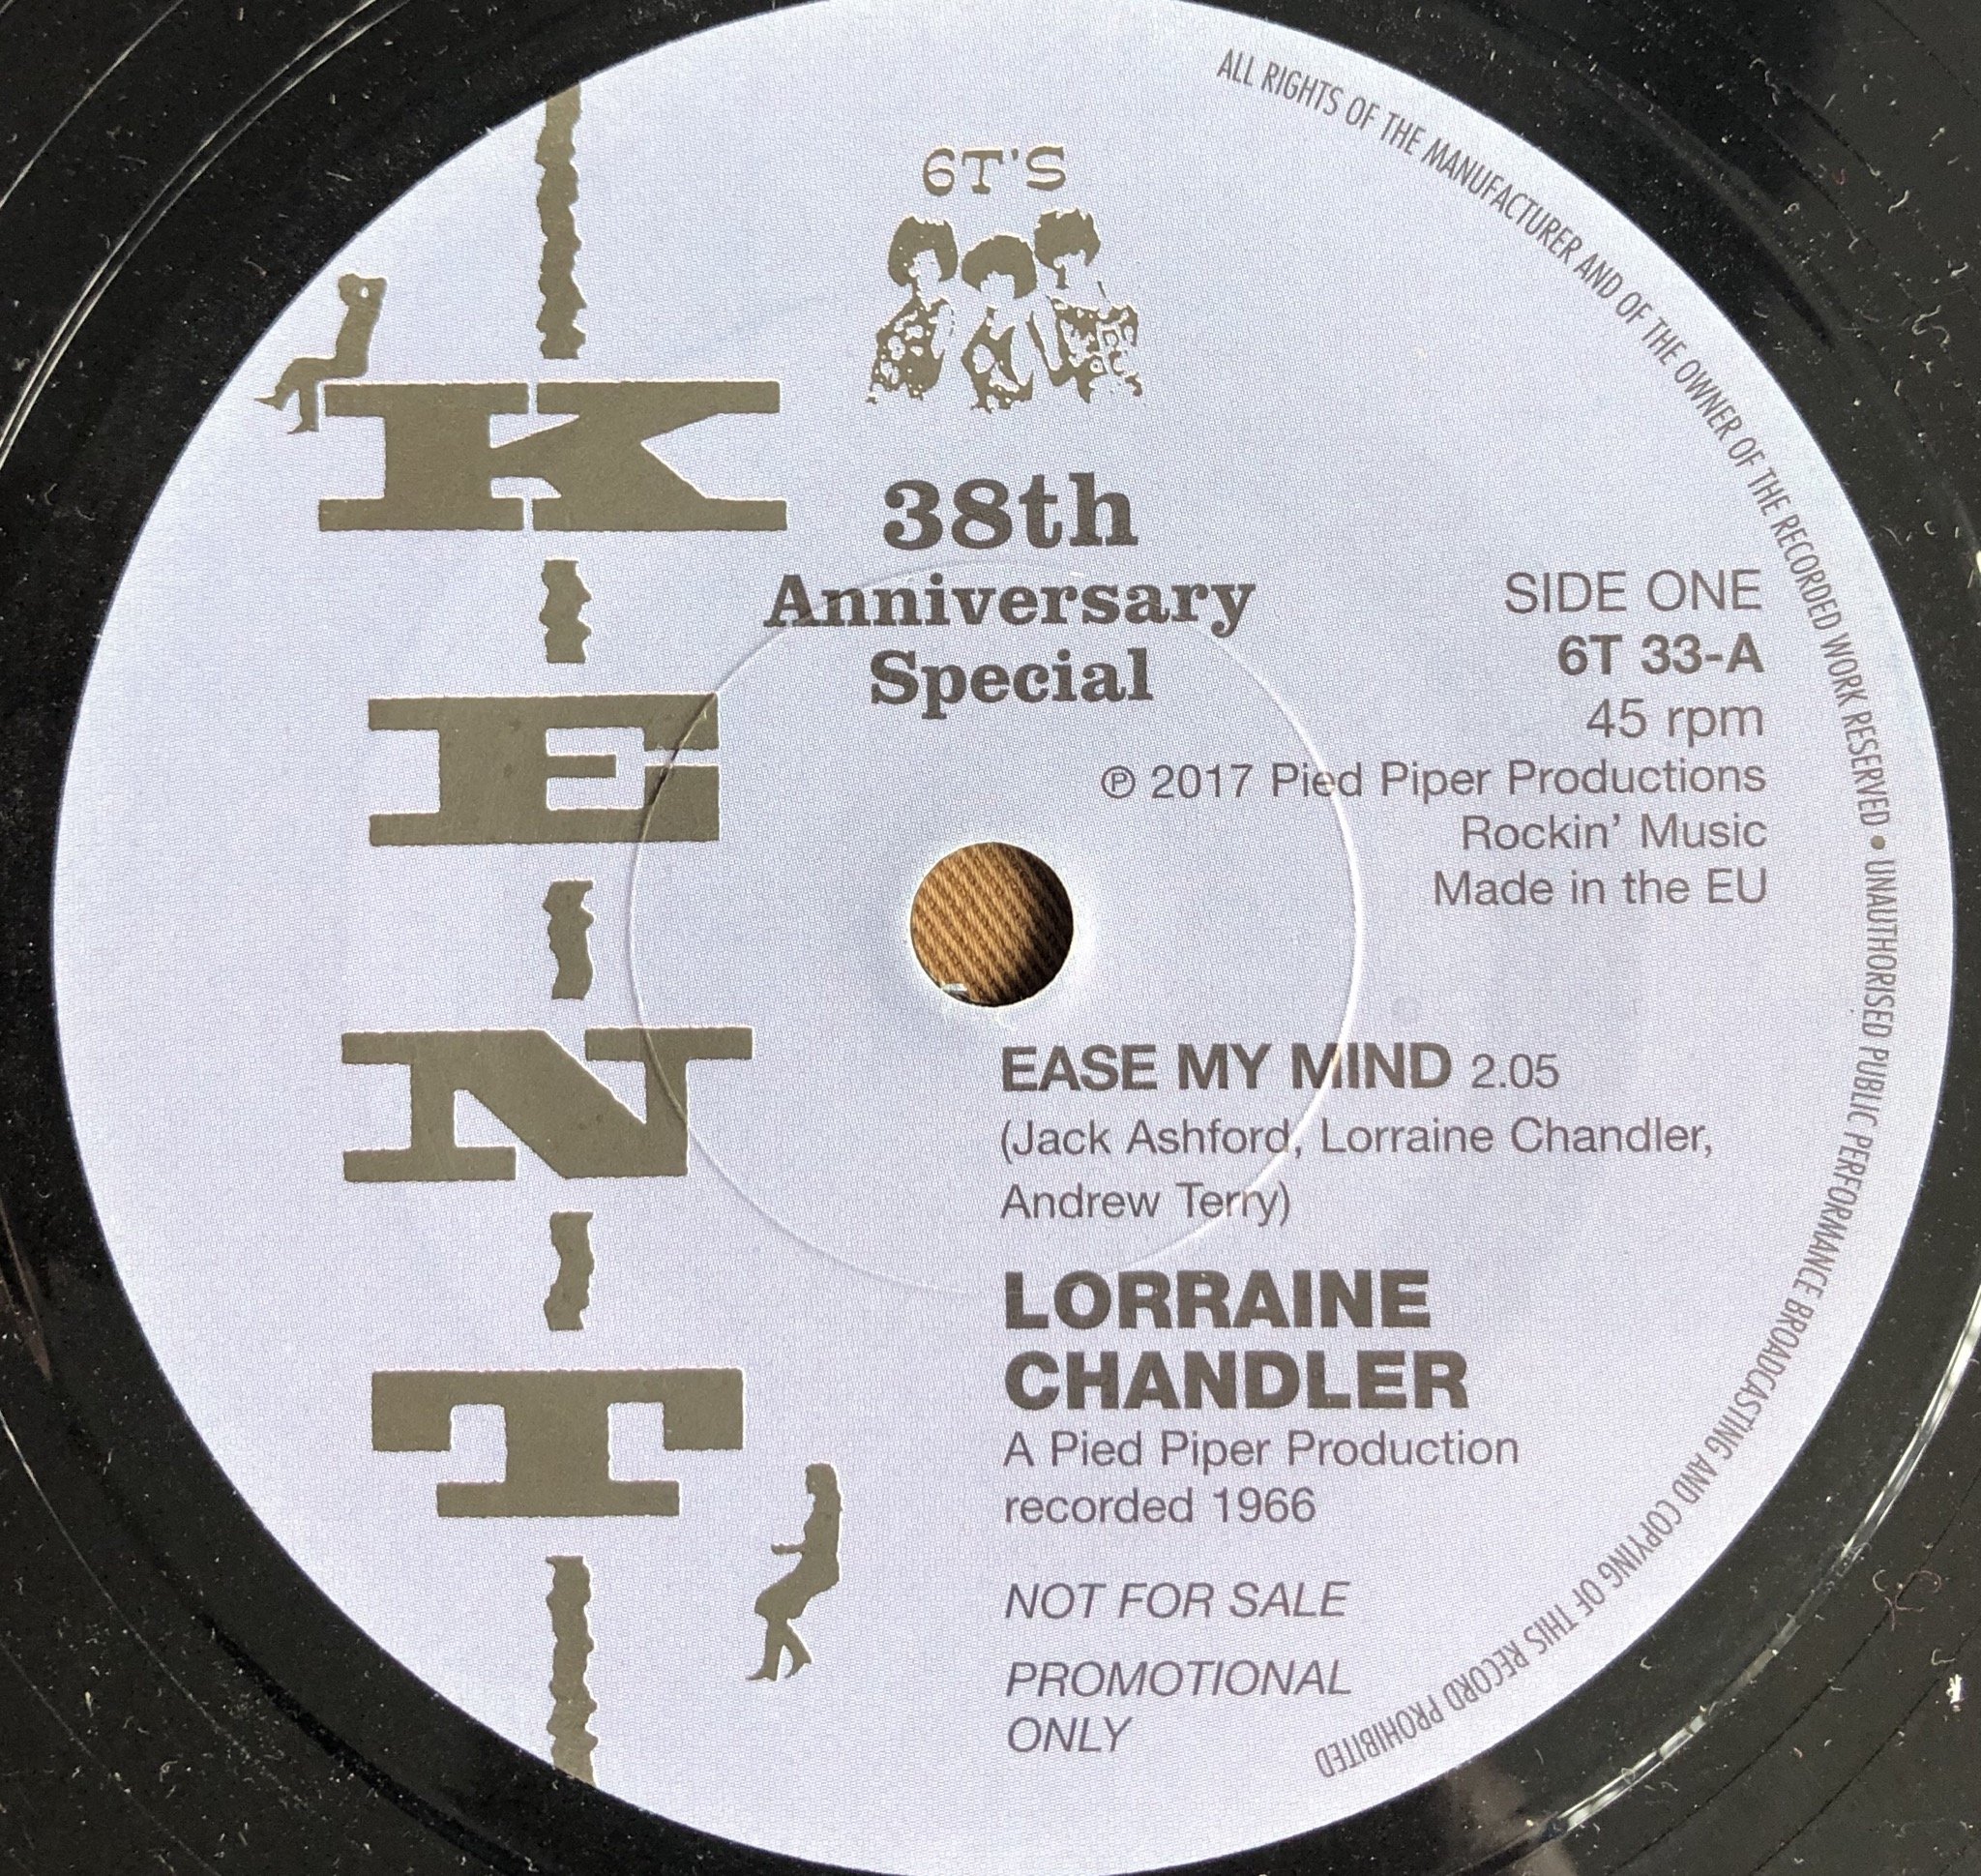 6T'S
KENT
38th
Anniversary
Special
SIDE ONE
6T 33-A
45 rpm
℗ 2017 Pied Piper Productions
Rockin’ Music
Made in the EU
EASE MY MIND 2.05
(Jack Ashford, Lorraine Chandler,
Andrew Terry)
LORRAINE
CHANDLER
A Pied Piper Production
recorded 1966
NOT FOR SALE
PROMOTIONAL
ONLY
ALL RIGHTS OF THE MANUFACTURER AND OF THE OWNER OF THE RECORDED WORK RESERVED • UNAUTHORISED PUBLIC PERFORMANCE BROADCASTING AND COPYING OF THIS RECORD PROHIBITED